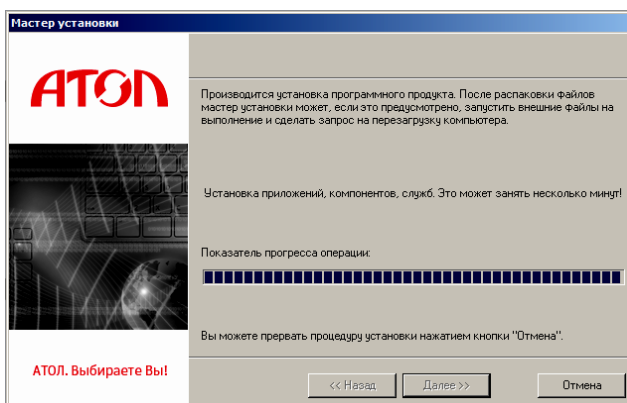 Мастер установки
АТОЛ
Производится установка программного продукта. После распаковки файлов
мастер установки может, если это предусмотрено, запустить внешние файлы на
выполнение и сделать запрос на перезагрузку компьютера.
Установка приложений, компонентов, служб. Это может занять несколько минут!
Показатель прогресса операции:
Вы можете прервать процедуру установки нажатием кнопки "Отмена".
АТОЛ. Выбираете Вы!
<< Назад
Далее >>
Отмена